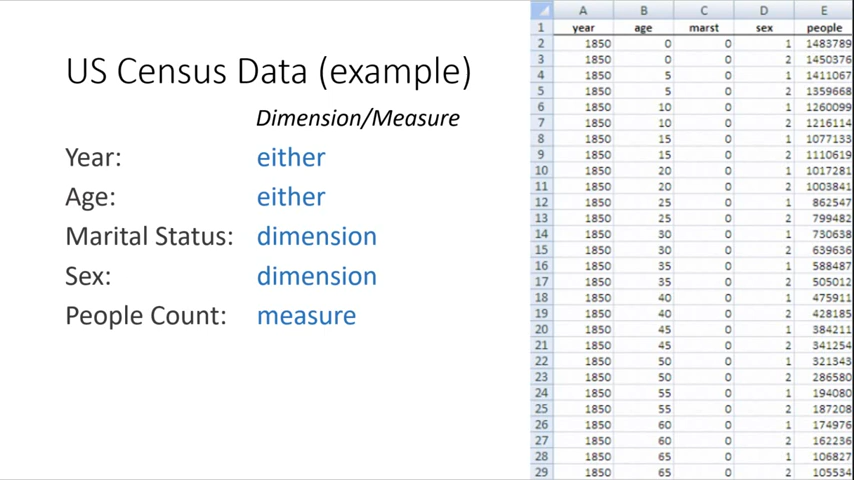 US Census Data (example)
Dimension/Measure
Year: either
Age: either
Marital Status: dimension
Sex: dimension
People Count: measure
A B C D E
1 year age marst sex people
2 1850 0 0 1 1483789
3 1850 0 0 2 1450376
4 1850 5 0 1 1411067
5 1850 5 0 2 1359668
6 1850 10 0 1 1260099
7 1850 10 0 2 1216114
8 1850 15 0 1 1077133
9 1850 15 0 2 1110619
10 1850 20 0 1 1017281
11 1850 20 0 2 1003841
12 1850 25 0 1 862547
13 1850 25 0 2 799482
14 1850 30 0 1 730638
15 1850 30 0 2 639636
16 1850 35 0 1 588487
17 1850 35 0 2 505012
18 1850 40 0 1 475911
19 1850 40 0 2 428185
20 1850 45 0 1 384211
21 1850 45 0 2 341254
22 1850 50 0 1 321343
23 1850 50 0 2 286580
24 1850 55 0 1 194080
25 1850 55 0 2 187208
26 1850 60 0 1 174976
27 1850 60 0 2 162236
28 1850 65 0 1 106827
29 1850 65 0 2 105534